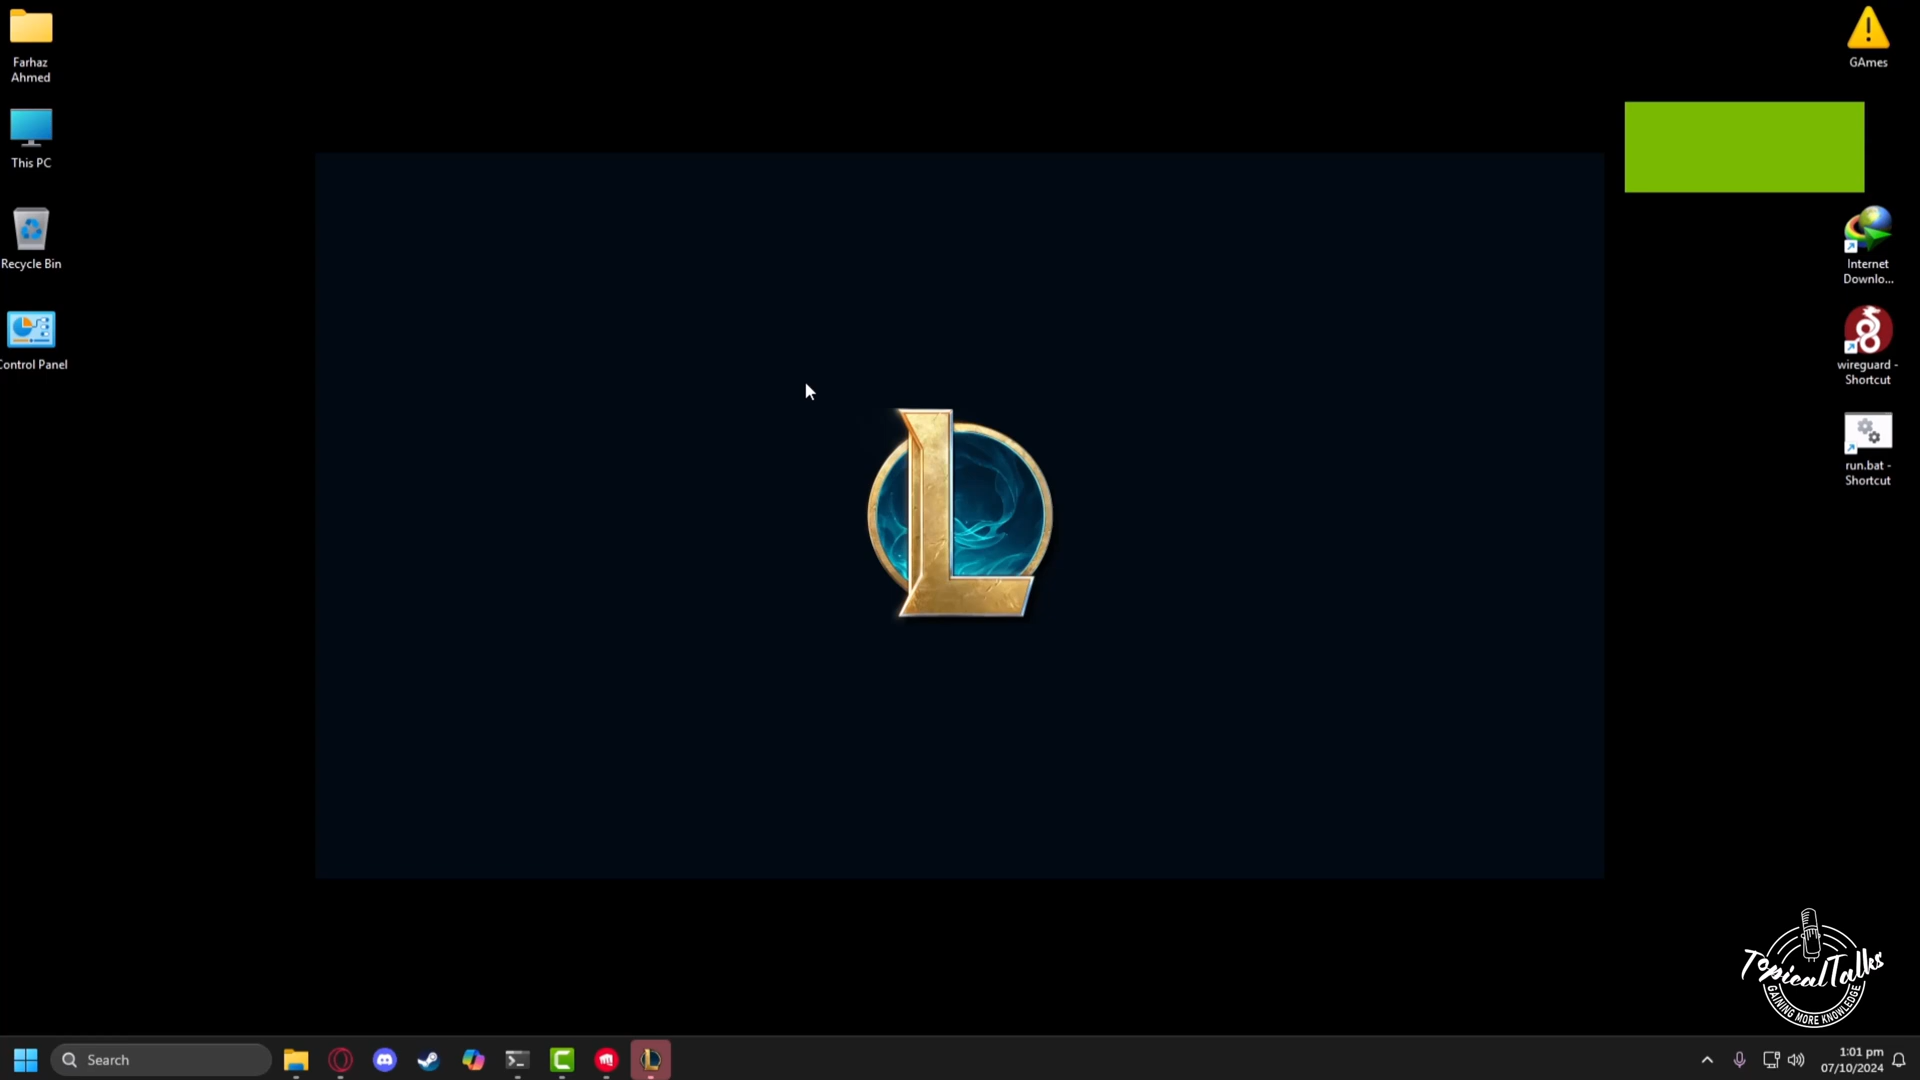 Farhaz
Ahmed
This PC
Recycle Bin
Control Panel
GAmes
Internet
Downlo...
wireguard -
Shortcut
run.bat -
Shortcut
L
TopicalTalks
GAINING MORE KNOWLEDGE
Search
1:01 pm
07/10/2024